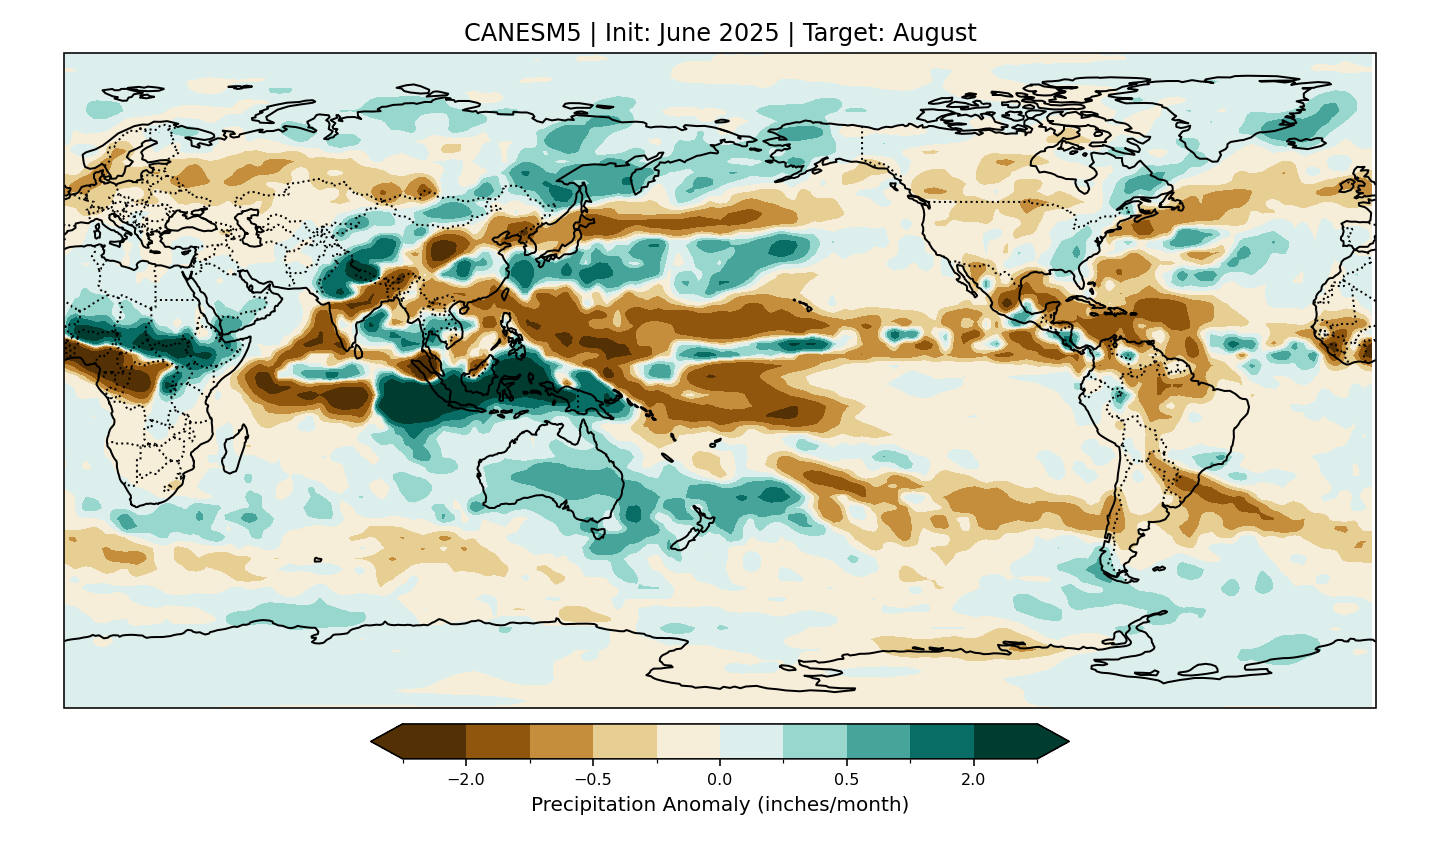 CANESM5 | Init: June 2025 | Target: August
−2.0 −0.5 0.0 0.5 2.0
Precipitation Anomaly (inches/month)